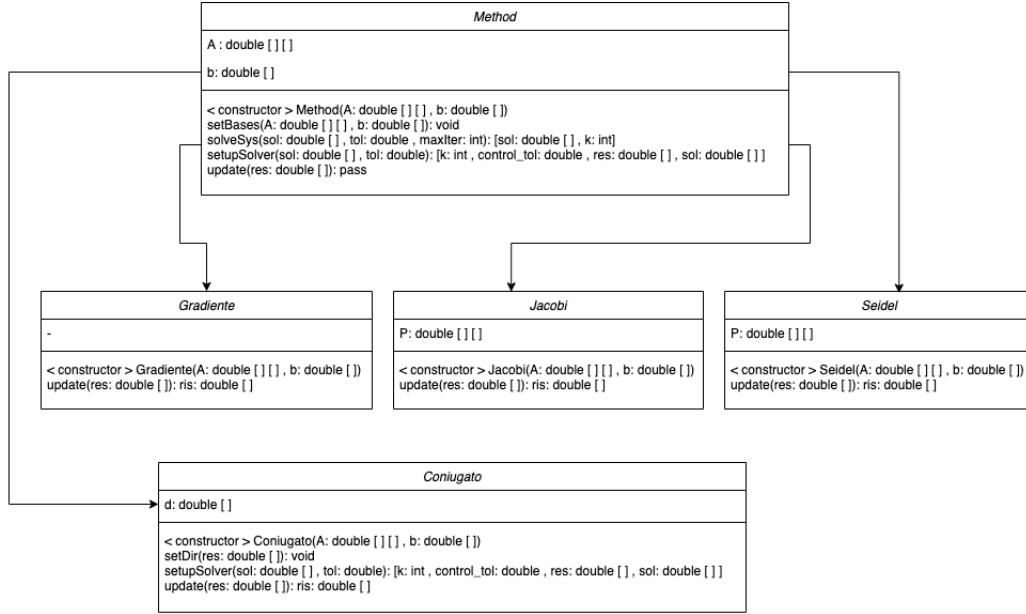 Method
A : double [ ] [ ]
b: double [ ]
< constructor > Method(A: double [ ] [ ] , b: double [ ])
setBases(A: double [ ] [ ] , b: double [ ]): void
solveSys(sol: double [ ] , tol: double , maxIter: int): [sol: double [ ] , k: int]
setupSolver(sol: double [ ] , tol: double): [k: int , control_tol: double , res: double [ ] , sol: double [ ] ]
update(res: double [ ]): pass
Gradiente
-
< constructor > Gradiente(A: double [ ] [ ] , b: double [ ])
update(res: double [ ]): ris: double [ ]
Jacobi
P: double [ ] [ ]
< constructor > Jacobi(A: double [ ] [ ] , b: double [ ])
update(res: double [ ]): ris: double [ ]
Seidel
P: double [ ] [ ]
< constructor > Seidel(A: double [ ] [ ] , b: double [ ])
update(res: double [ ]): ris: double [ ]
Coniugato
d: double [ ]
< constructor > Coniugato(A: double [ ] [ ] , b: double [ ])
setDir(res: double [ ]): void
setupSolver(sol: double [ ] , tol: double): [k: int , control_tol: double , res: double [ ] , sol: double [ ] ]
update(res: double [ ]): ris: double [ ]